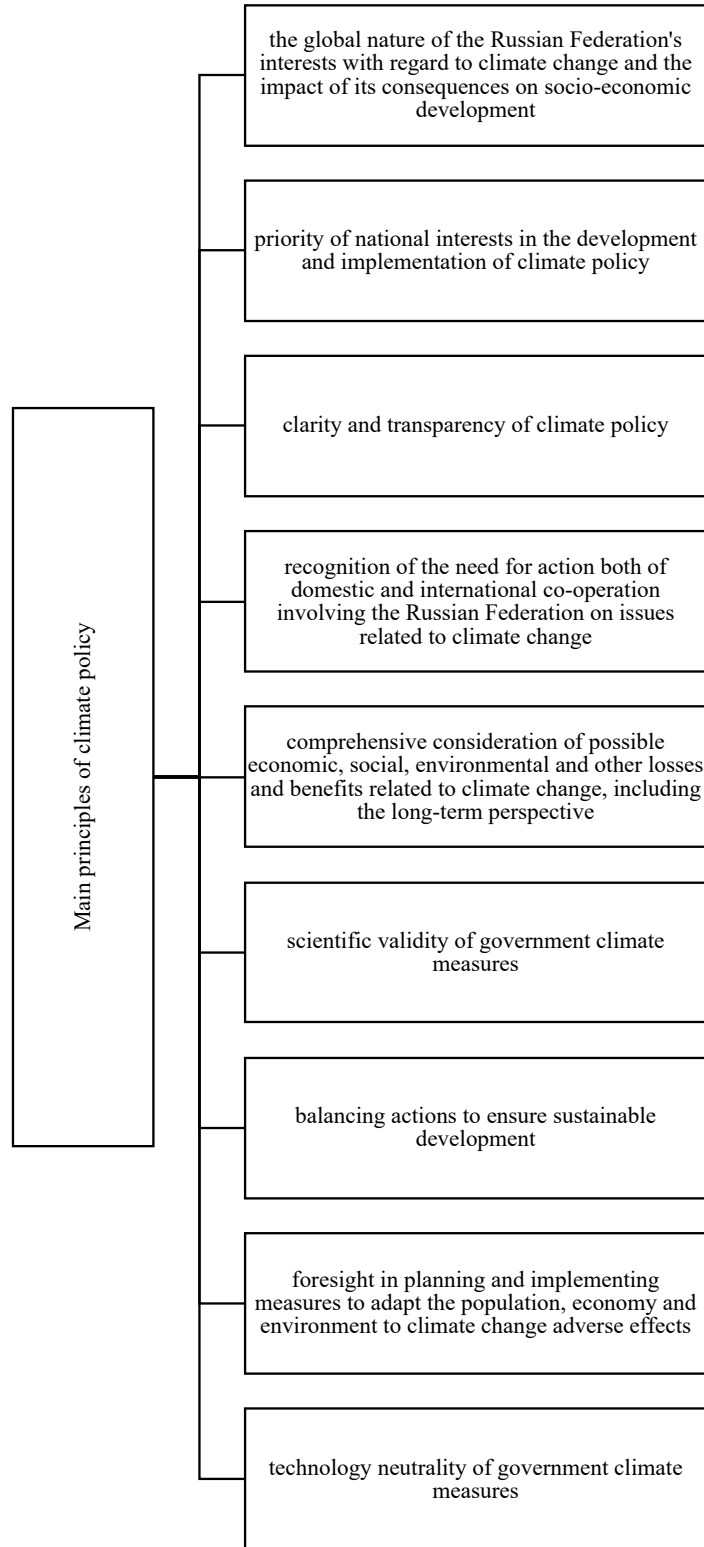 the global nature of the Russian Federation's
interests with regard to climate change and the
impact of its consequences on socio-economic
development
priority of national interests in the development
and implementation of climate policy
clarity and transparency of climate policy
recognition of the need for action both of
domestic and international co-operation
involving the Russian Federation on issues
related to climate change
Main principles of climate policy
comprehensive consideration of possible
economic, social, environmental and other losses
and benefits related to climate change, including
the long-term perspective
scientific validity of government climate
measures
balancing actions to ensure sustainable
development
foresight in planning and implementing
measures to adapt the population, economy and
environment to climate change adverse effects
technology neutrality of government climate
measures